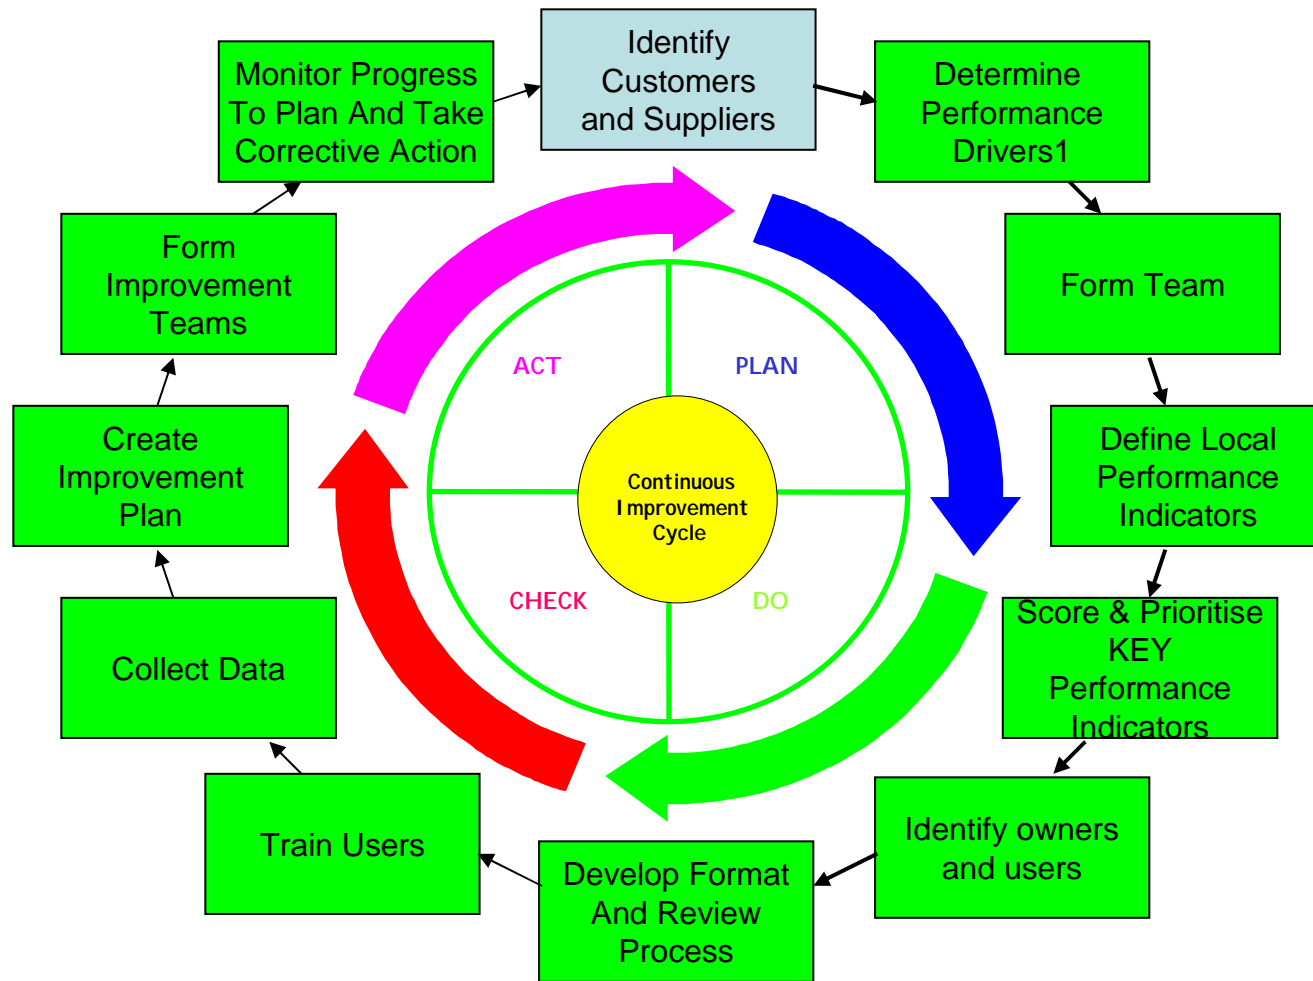 Identify
Customers
and Suppliers
Determine
Performance
Drivers1
Form Team
Define Local
Performance
Indicators
Score & Prioritise
KEY
Performance
Indicators
Identify owners
and users
Develop Format
And Review
Process
Train Users
Collect Data
Create
Improvement
Plan
Form
Improvement
Teams
Monitor Progress
To Plan And Take
Corrective Action
ACT
PLAN
Continuous
Improvement
Cycle
CHECK
DO